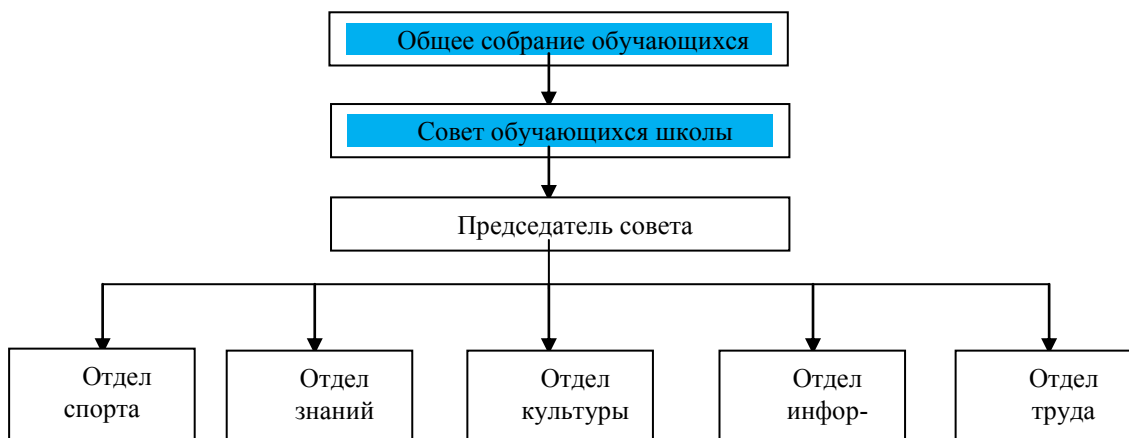 Общее собрание обучающихся
Совет обучающихся школы
Председатель совета
Отдел
спорта
Отдел
знаний
Отдел
культуры
Отдел
инфор-
Отдел
труда